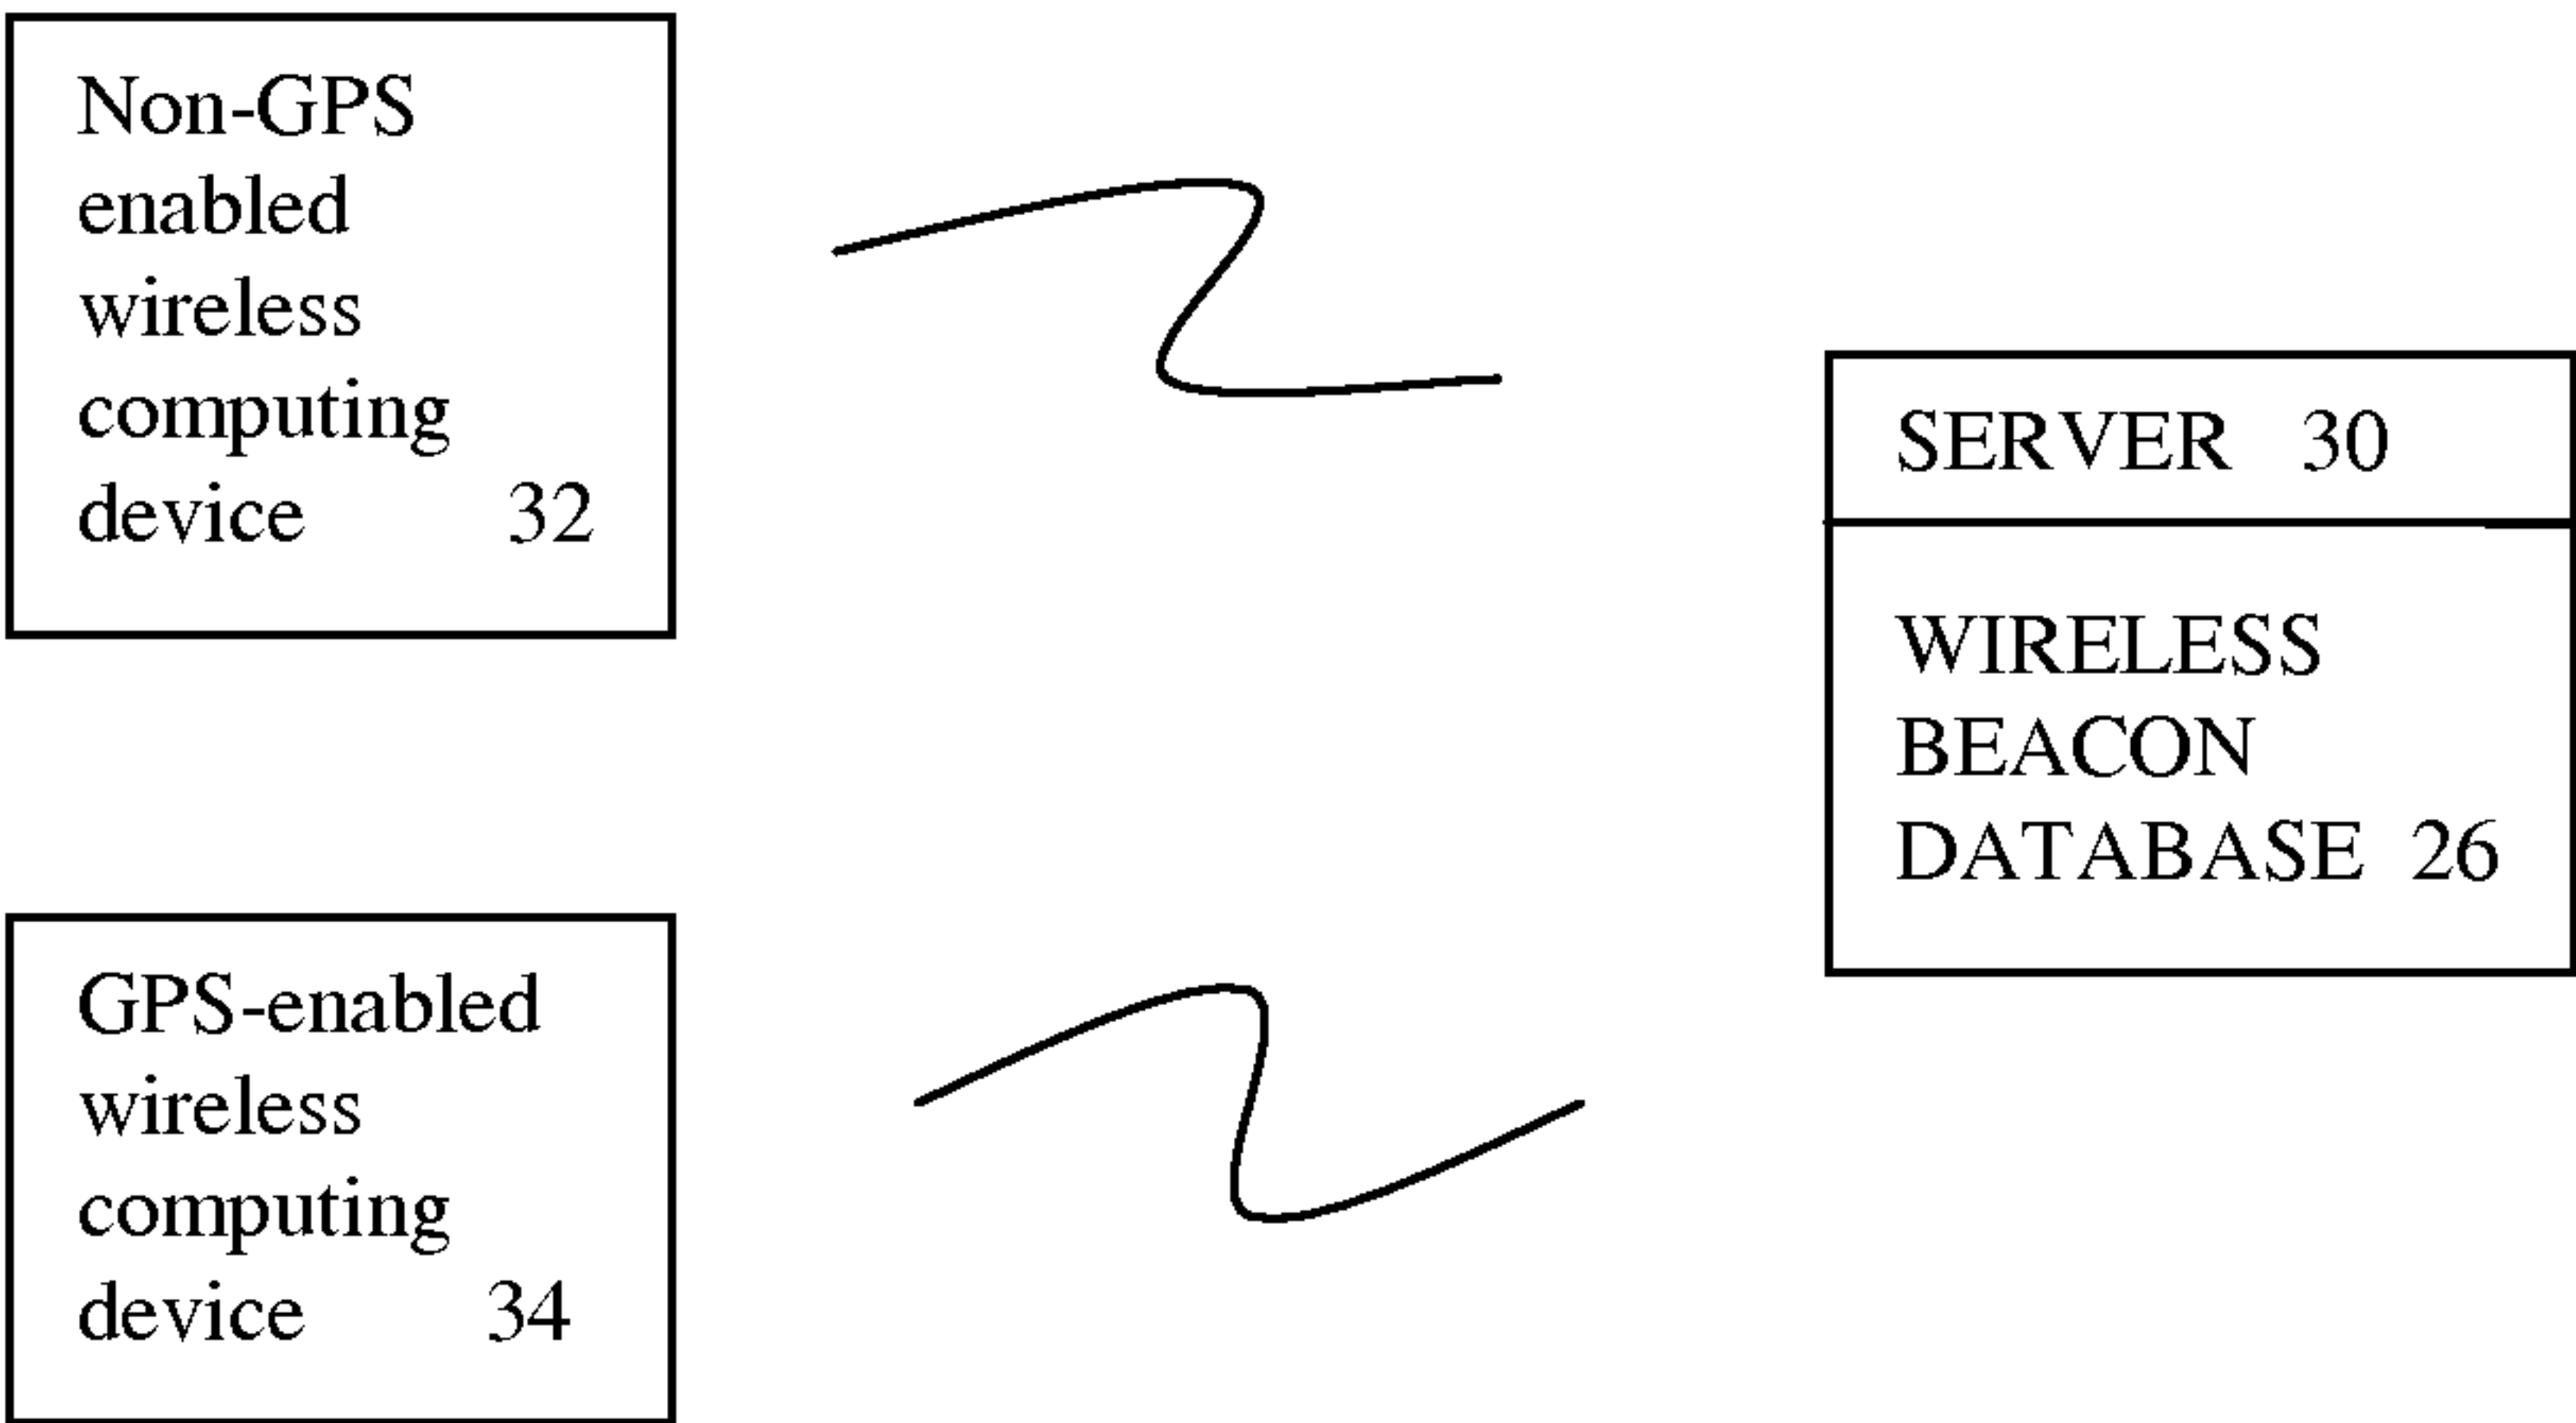 Non-GPS
enabled
wireless
computing
device 32
SERVER 30
WIRELESS
BEACON
DATABASE 26
GPS-enabled
wireless
computing
device 34